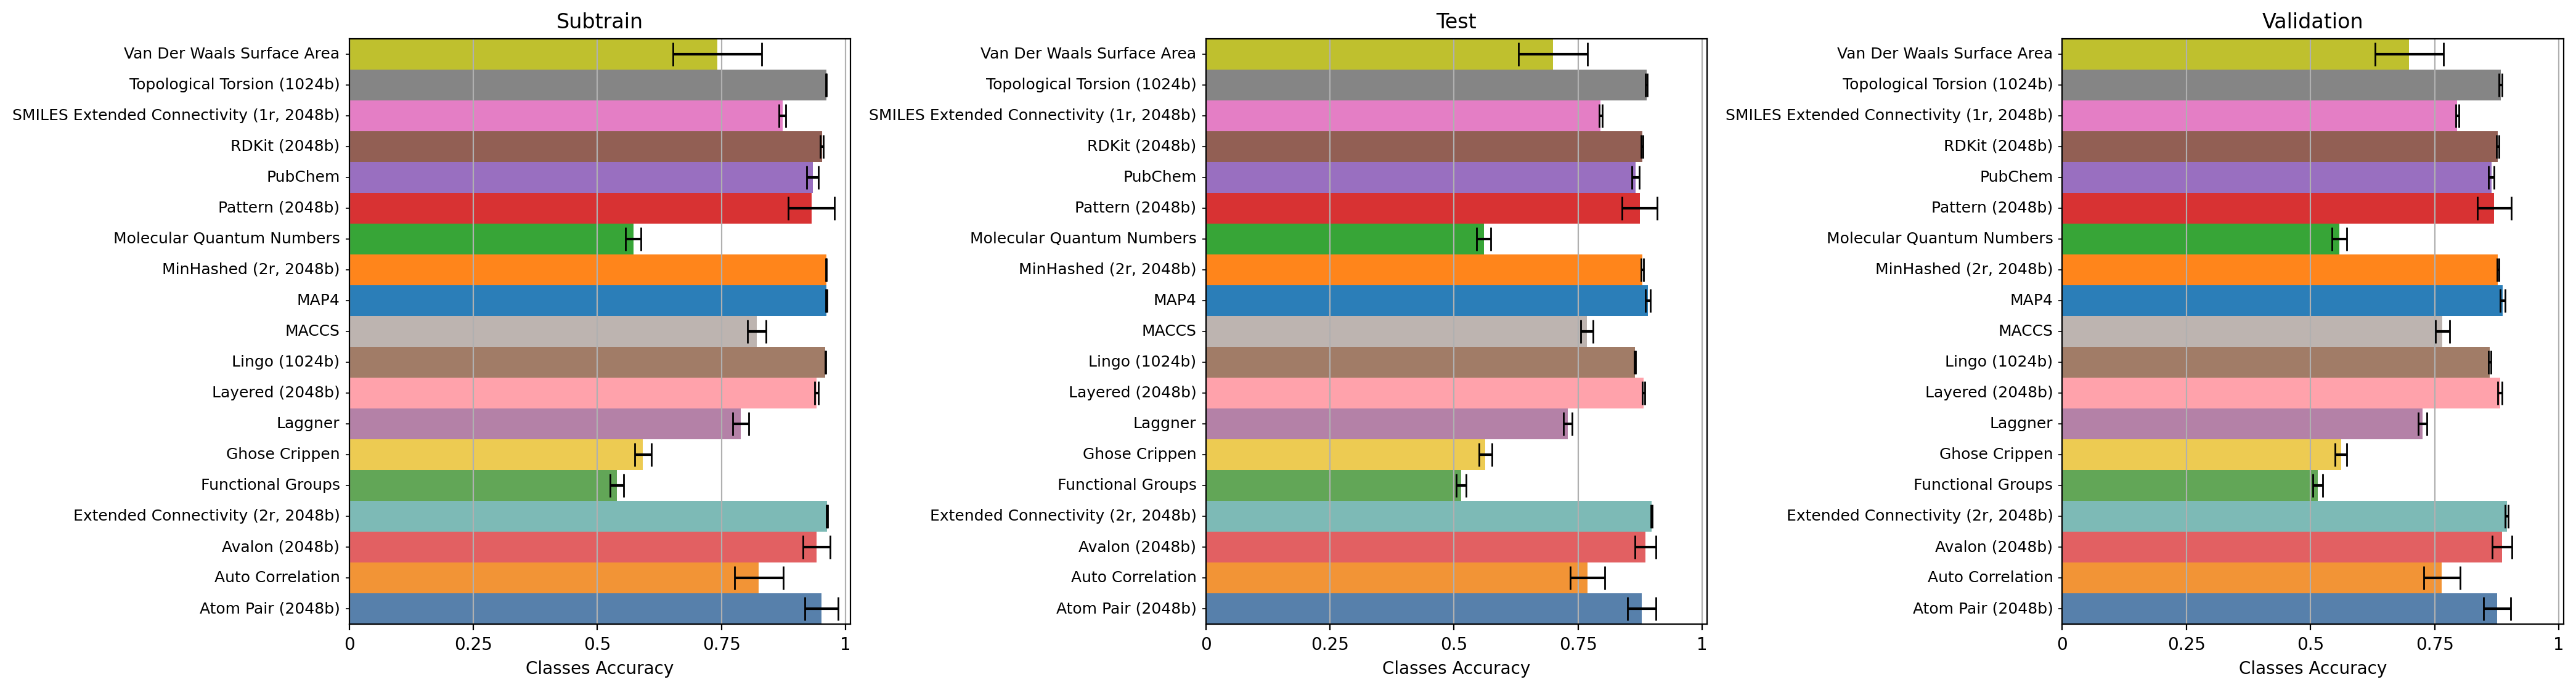 Subtrain
Van Der Waals Surface Area
Topological Torsion (1024b)
SMILES Extended Connectivity (1r, 2048b)
RDKit (2048b)
PubChem
Pattern (2048b)
Molecular Quantum Numbers
MinHashed (2r, 2048b)
MAP4
MACCS
Lingo (1024b)
Layered (2048b)
Laggner
Ghose Crippen
Functional Groups
Extended Connectivity (2r, 2048b)
Avalon (2048b)
Auto Correlation
Atom Pair (2048b)
0 0.25 0.5 0.75 1
Classes Accuracy
Test
Van Der Waals Surface Area
Topological Torsion (1024b)
SMILES Extended Connectivity (1r, 2048b)
RDKit (2048b)
PubChem
Pattern (2048b)
Molecular Quantum Numbers
MinHashed (2r, 2048b)
MAP4
MACCS
Lingo (1024b)
Layered (2048b)
Laggner
Ghose Crippen
Functional Groups
Extended Connectivity (2r, 2048b)
Avalon (2048b)
Auto Correlation
Atom Pair (2048b)
0 0.25 0.5 0.75 1
Classes Accuracy
Validation
Van Der Waals Surface Area
Topological Torsion (1024b)
SMILES Extended Connectivity (1r, 2048b)
RDKit (2048b)
PubChem
Pattern (2048b)
Molecular Quantum Numbers
MinHashed (2r, 2048b)
MAP4
MACCS
Lingo (1024b)
Layered (2048b)
Laggner
Ghose Crippen
Functional Groups
Extended Connectivity (2r, 2048b)
Avalon (2048b)
Auto Correlation
Atom Pair (2048b)
0 0.25 0.5 0.75 1
Classes Accuracy